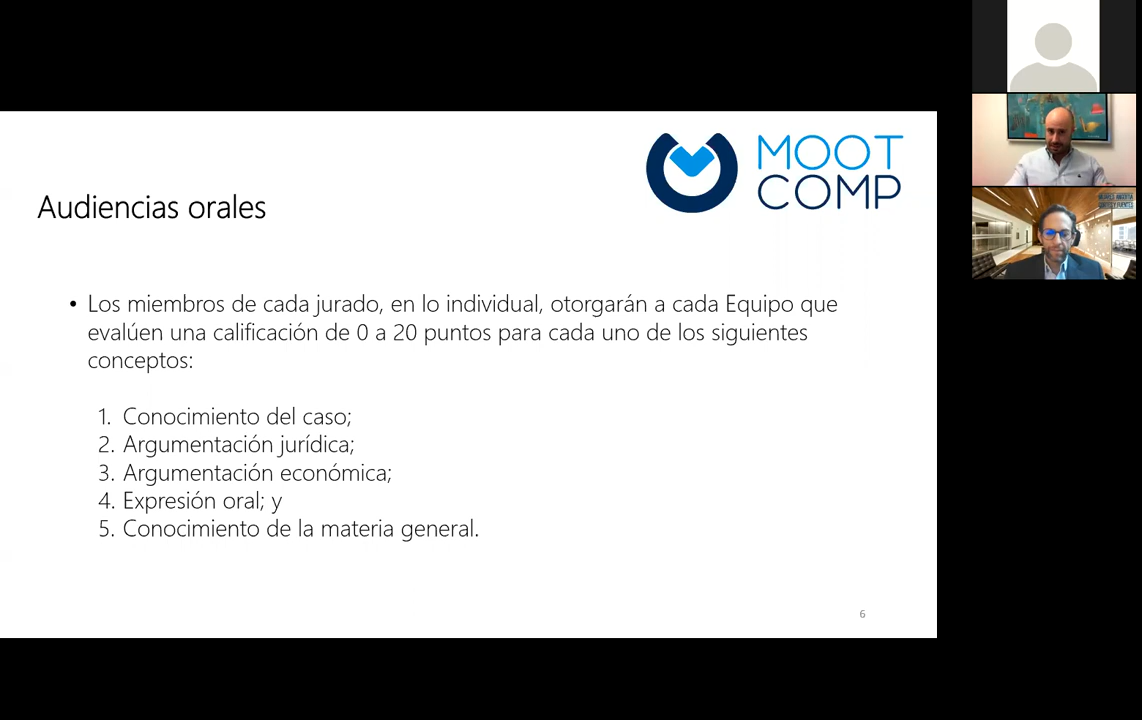 MOOT
COMP
Audiencias orales
• Los miembros de cada jurado, en lo individual, otorgarán a cada Equipo que
evalúen una calificación de 0 a 20 puntos para cada uno de los siguientes
conceptos:
1. Conocimiento del caso;
2. Argumentación jurídica;
3. Argumentación económica;
4. Expresión oral; y
5. Conocimiento de la materia general.
6